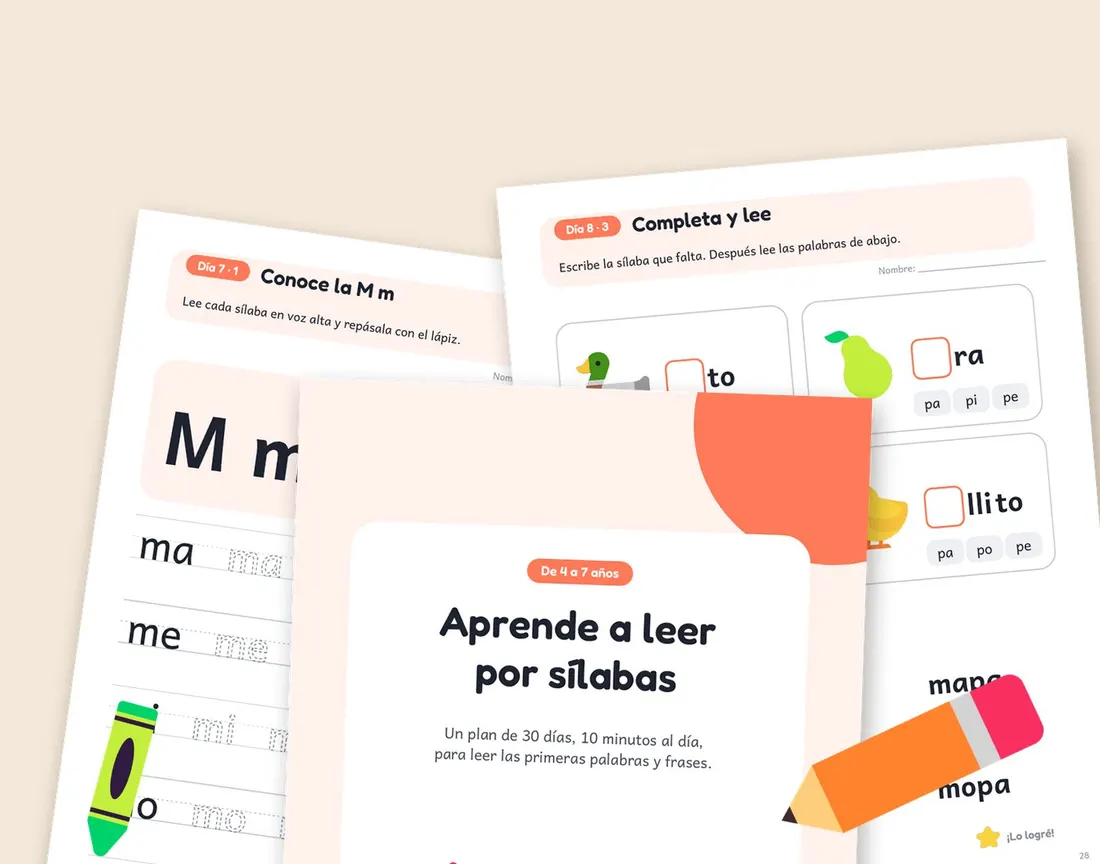 Día 7 · 1
Conoce la M m
Lee cada sílaba en voz alta y repásala con el lápiz.
M m
ma ma
me me
mi
mo
Día 8 · 3
Completa y lee
Escribe la sílaba que falta. Después lee las palabras de abajo.
Nombre:
to
ra
pa pi pe
llito
pa po pe
mopa
¡Lo logré!
28
De 4 a 7 años
Aprende a leer
por sílabas
Un plan de 30 días, 10 minutos al día,
para leer las primeras palabras y frases.